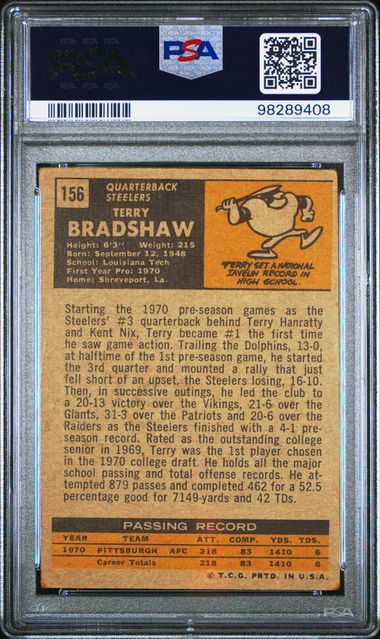 PSA
PSA
98289408
156
QUARTERBACK
STEELERS
TERRY
BRADSHAW
Height: 6'3" Weight: 215
Born: September 12, 1948
School: Louisiana Tech
First Year Pro: 1970
Home: Shreveport, La.
TERRY SET A NATIONAL
JAVELIN RECORD IN
HIGH SCHOOL.
Starting the 1970 pre-season games as the
Steelers' #3 quarterback behind Terry Hanratty
and Kent Nix, Terry became #1 the first time
he saw game action. Trailing the Dolphins, 13-0,
at halftime of the 1st pre-season game, he started
the 3rd quarter and mounted a rally that just
fell short of an upset, the Steelers losing, 16-10.
Then, in successive outings, he led the club to
a 20-13 victory over the Vikings, 21-6 over the
Giants, 31-3 over the Patriots and 20-6 over the
Raiders as the Steelers finished with a 4-1 pre-
season record. Rated as the outstanding college
senior in 1969, Terry was the 1st player chosen
in the 1970 college draft. He holds all the major
school passing and total offense records. He at-
tempted 879 passes and completed 462 for a 52.5
percentage good for 7149-yards and 42 TDs.
PASSING RECORD
YEAR TEAM ATT. COMP. YDS. TDS.
1970 PITTSBURGH AFC 218 83 1410 6
Career Totals 218 83 1410 6
© T.C.G. PRTD. IN U.S.A.
PSA